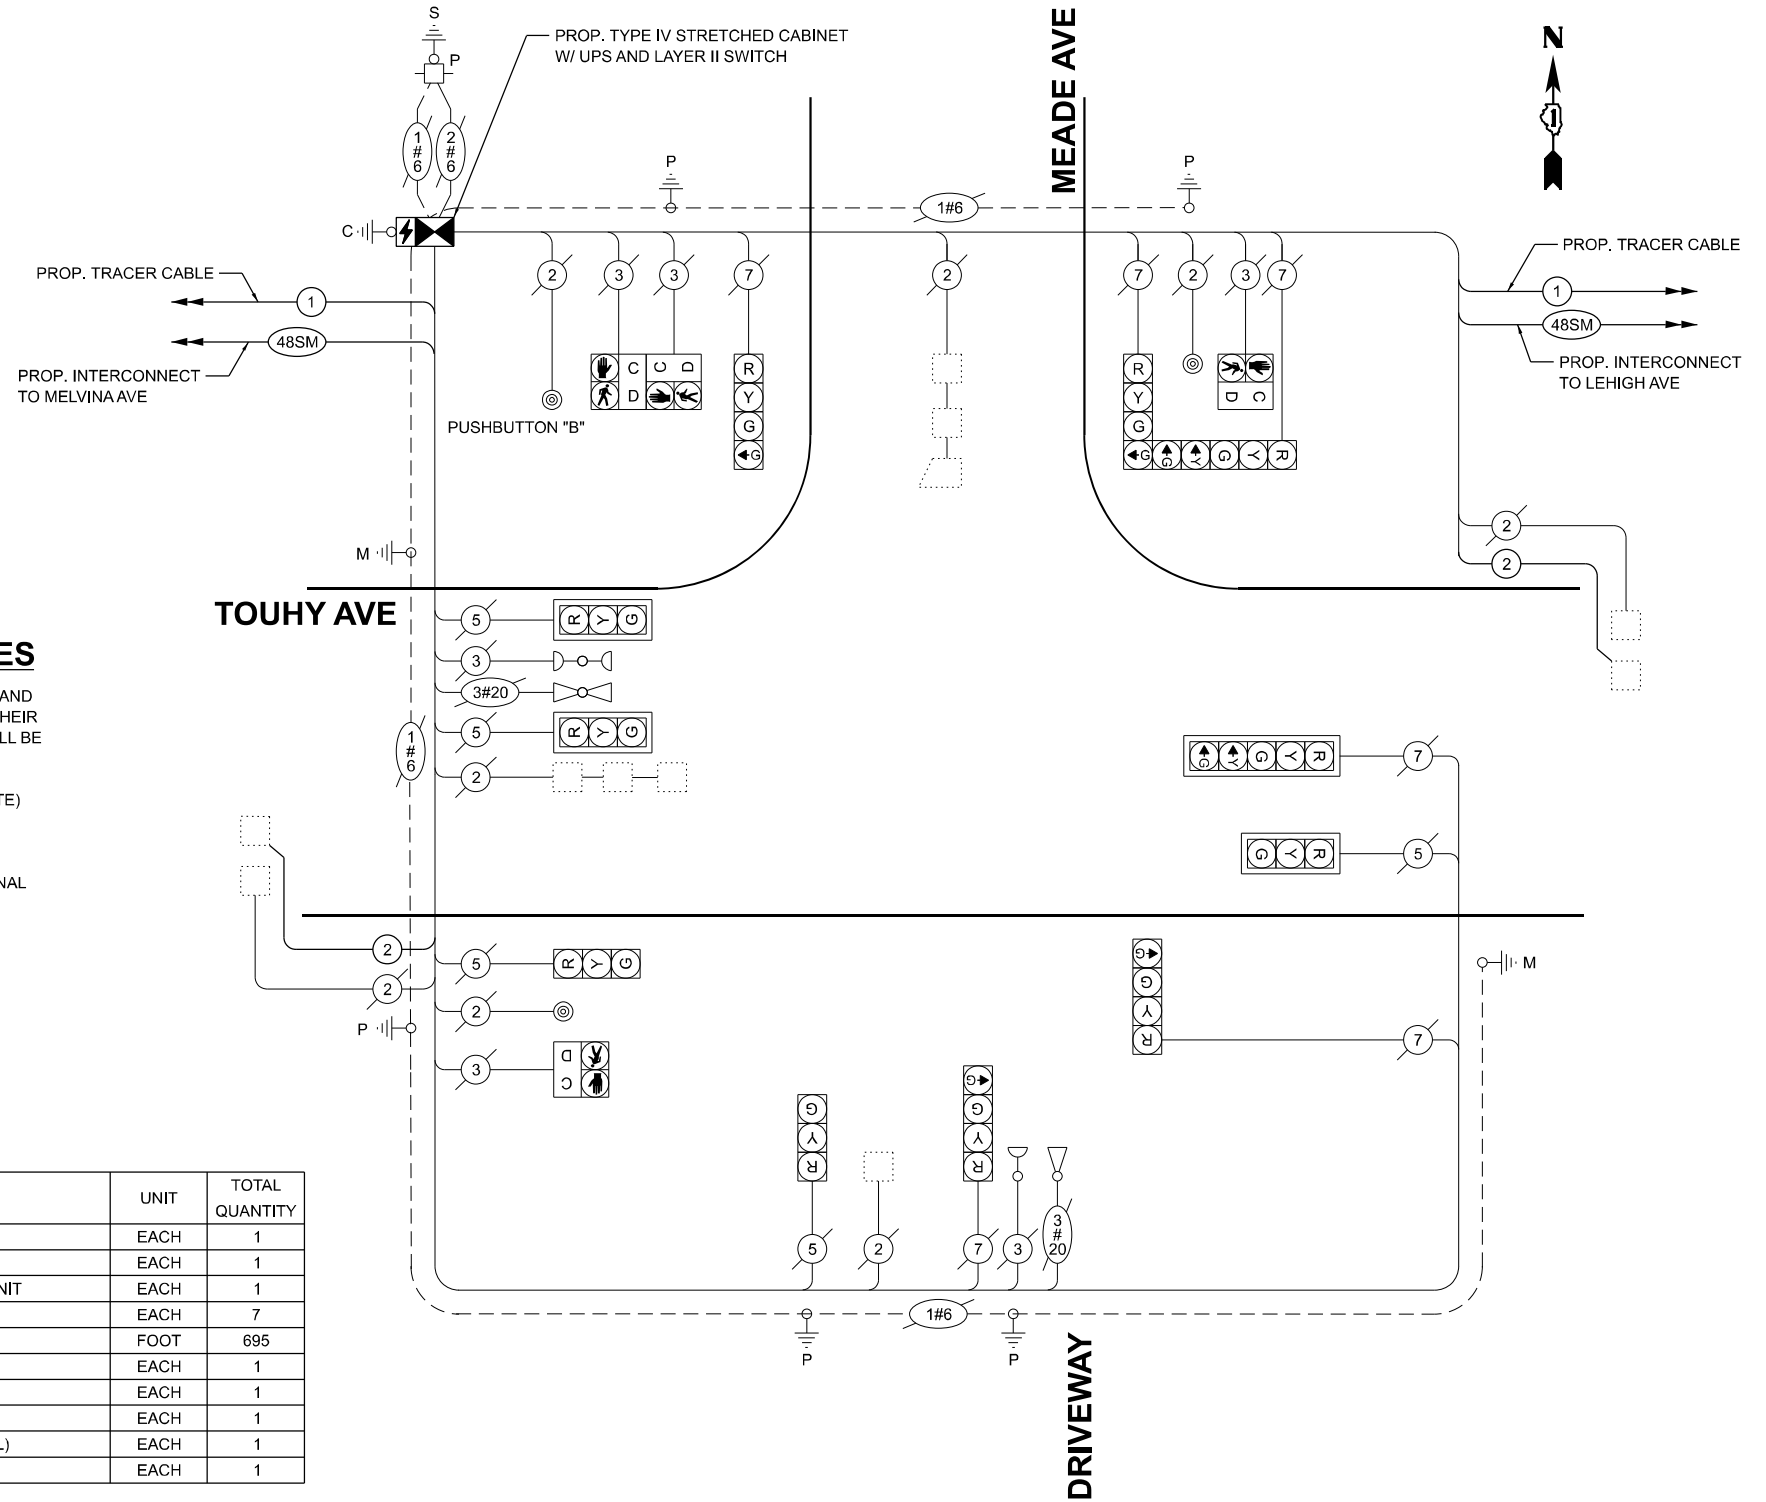 S
P
PROP. TYPE IV STRETCHED CABINET
W/ UPS AND LAYER II SWITCH
MEADE AVE
N
1
1#6
2#6
P
P
1#6
C
PROP. TRACER CABLE
1
48SM
PROP. INTERCONNECT
TO MELVINA AVE
2
3
3
7
2
7
2
3
7
PROP. TRACER CABLE
1
48SM
PROP. INTERCONNECT
TO LEHIGH AVE
PUSHBUTTON "B"
C
D
C
D
R
Y
G
G
R
Y
G
G
G
Y
G
Y
R
D
C
M
2
2
TOUHY AVE
5
R Y G
3
3#20
5
R Y G
2
1#6
ES
AND
HEIR
LL BE
TE)
NAL
G Y G Y R
7
G Y R
5
2
2
P
5
R Y G
2
3
D
C
G
G
Y
R
7
M
G
Y
R
5
2
G
G
Y
R
7
3
3#20
1#6
P
P
DRIVEWAY
UNIT
TOTAL
QUANTITY
EACH 1
EACH 1
NIT EACH 1
EACH 7
FOOT 695
EACH 1
EACH 1
EACH 1
L) EACH 1
EACH 1